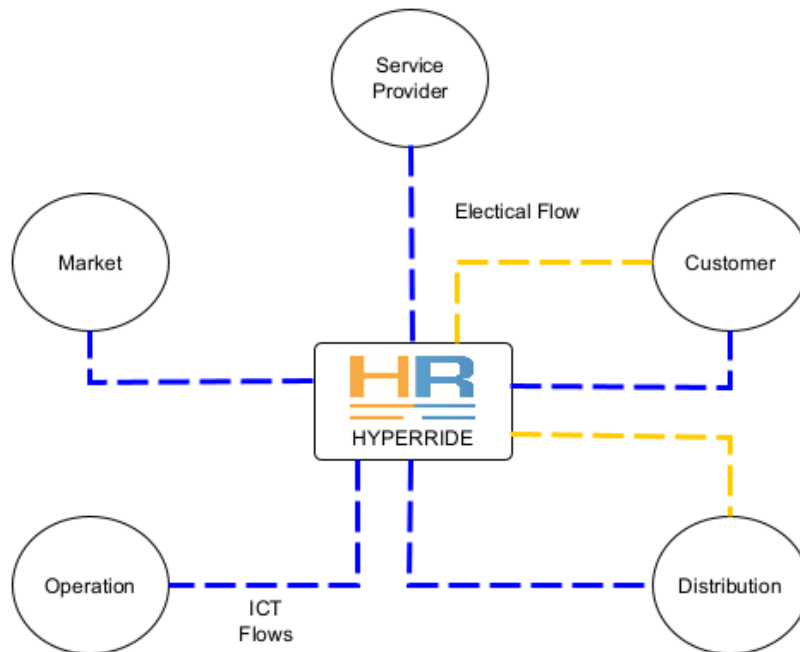 Service
Provider
Electical Flow
Market
Customer
HR
HYPERRIDE
Operation
ICT
Flows
Distribution